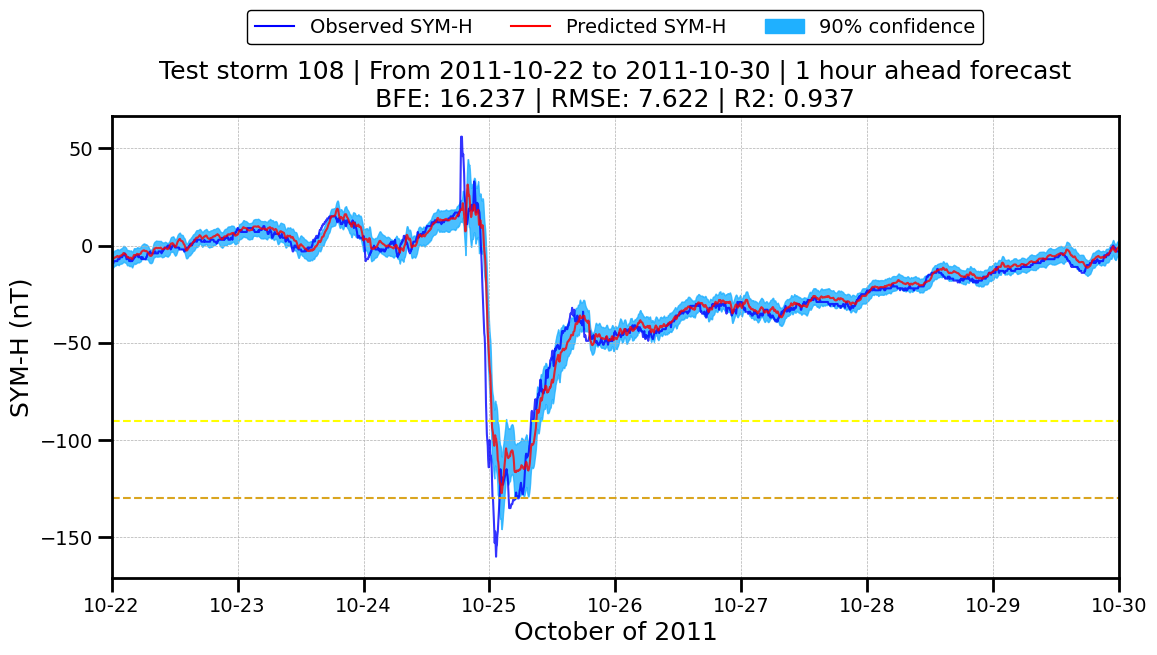 Observed SYM-H Predicted SYM-H 90% confidence
Test storm 108 | From 2011-10-22 to 2011-10-30 | 1 hour ahead forecast
BFE: 16.237 | RMSE: 7.622 | R2: 0.937
SYM-H (nT)
50
0
−50
−100
−150
10-22 10-23 10-24 10-25 10-26 10-27 10-28 10-29 10-30
October of 2011